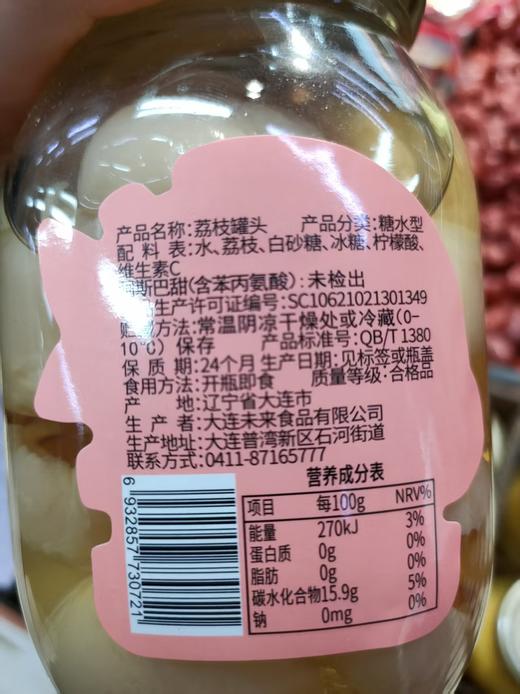 产品名称:荔枝罐头 产品分类:糖水型
配 料 表:水、荔枝、白砂糖、冰糖、柠檬酸、
维生素C
阿斯巴甜(含苯丙氨酸):未检出
生产许可证编号:SC10621021301349
贮藏方法:常温阴凉干燥处或冷藏(0-
10℃) 保存 产品标准号:QB/T 1380
保 质 期:24个月 生产日期:见标签或瓶盖
食用方法:开瓶即食 质量等级:合格品
产 地:辽宁省大连市
生 产 者:大连未来食品有限公司
生产地址:大连普湾新区石河街道
联系方式:0411-87165777
营养成分表
项目 每100g NRV%
能量 270kJ 3%
蛋白质 0g 0%
脂肪 0g 0%
碳水化合物 15.9g 5%
钠 0mg 0%
6 932857 730721